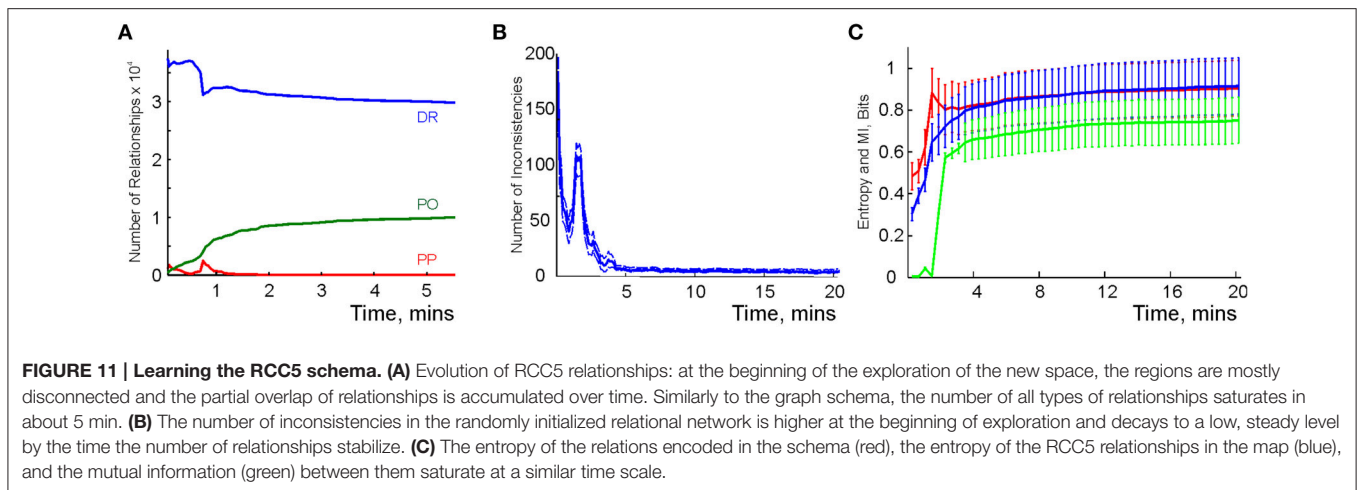 A
Number of Relationships x 10⁴
3
2
1
0
DR
PO
PP
1 2 3 4 5
Time, mins
B
Number of Inconsistencies
200
150
100
50
0
5 10 15 20
Time, mins
C
Entropy and MI, Bits
1
0.8
0.6
0.4
0.2
0
4 8 12 16 20
Time, mins
FIGURE 11 | Learning the RCC5 schema. (A) Evolution of RCC5 relationships: at the beginning of the exploration of the new space, the regions are mostly
disconnected and the partial overlap of relationships is accumulated over time. Similarly to the graph schema, the number of all types of relationships saturates in
about 5 min. (B) The number of inconsistencies in the randomly initialized relational network is higher at the beginning of exploration and decays to a low, steady level
by the time the number of relationships stabilize. (C) The entropy of the relations encoded in the schema (red), the entropy of the RCC5 relationships in the map (blue),
and the mutual information (green) between them saturate at a similar time scale.